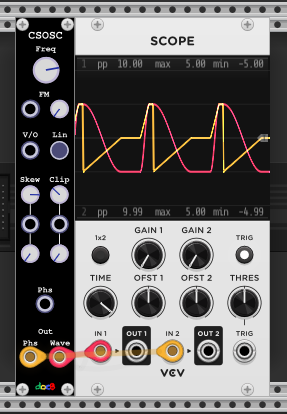 CSOSC
Freq
FM
V/O Lin
Skew Clip
Phs
Out
Phs Wave
docB
SCOPE
1 pp 10.00 max 5.00 min -5.00
2 pp 9.99 max 5.00 min -4.99
1x2 GAIN 1 GAIN 2 TRIG
TIME OFST 1 OFST 2 THRES
IN 1 OUT 1 IN 2 OUT 2 TRIG
VCV